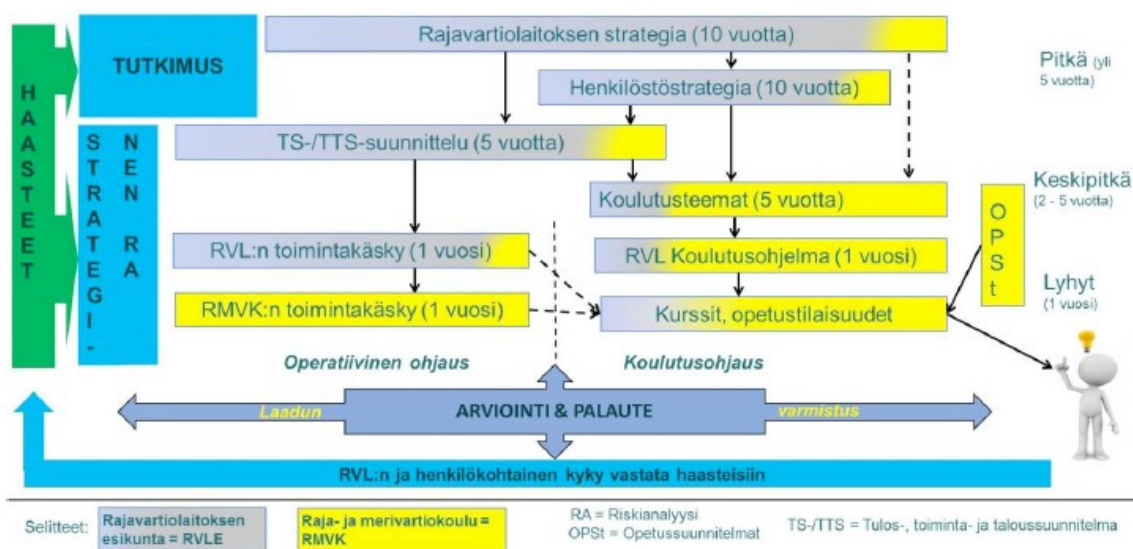 HAASTEET
TUTKIMUS
STRATEGI-
NEN RA
Rajavartiolaitoksen strategia (10 vuotta)
Henkilöstöstrategia (10 vuotta)
TS-/TTS-suunnittelu (5 vuotta)
Koulutusteemat (5 vuotta)
RVL:n toimintakäsky (1 vuosi)
RVL Koulutusohjelma (1 vuosi)
RMVK:n toimintakäsky (1 vuosi)
Kurssit, opetustilaisuudet
OPSt
Pitkä (yli
5 vuotta)
Keskipitkä
(2 - 5 vuotta)
Lyhyt
(1 vuosi)
Operatiivinen ohjaus
Koulutusohjaus
Laadun
ARVIOINTI & PALAUTE
varmistus
RVL:n ja henkilökohtainen kyky vastata haasteisiin
Selitteet:
Rajavartiolaitoksen
esikunta = RVLE
Raja- ja merivartiokoulu =
RMVK
RA = Riskianalyysi
OPSt = Opetussuunnitelmat
TS-/TTS = Tulos-, toiminta- ja taloussuunnitelma